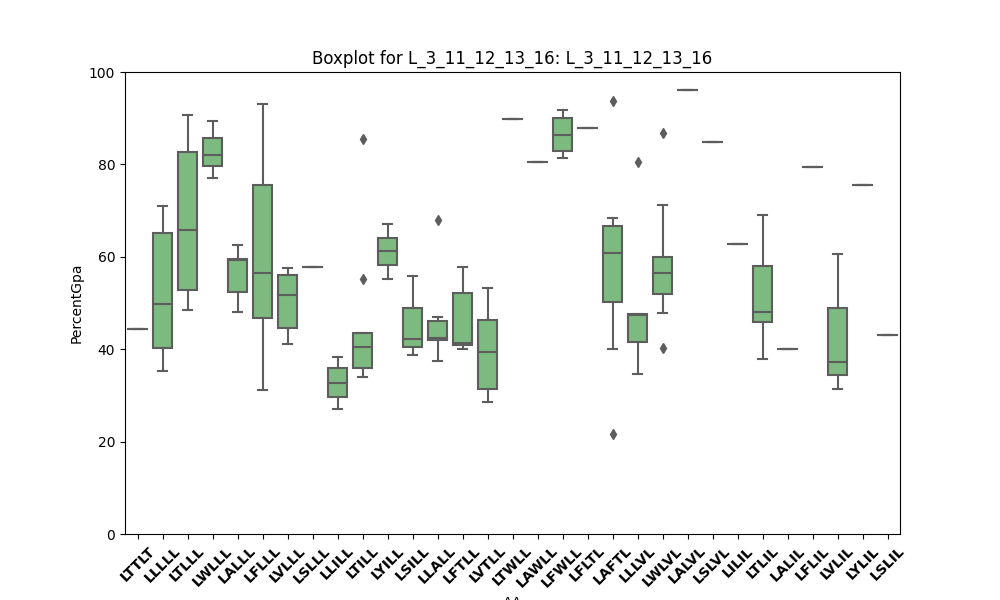 Boxplot for L_3_11_12_13_16: L_3_11_12_13_16
100
80
60
40
20
0
PercentGpa
LTTLT
LLLLL
LTLLL
LWLLL
LALLL
LFLLL
LVLLL
LSLLL
LLILL
LTILL
LYILL
LSILL
LLALL
LFTLL
LVTLL
LTWLL
LAWLL
LFWLL
LFLTL
LAFTL
LLLVL
LWLVL
LALVL
LSLVL
LILIL
LTLIL
LALIL
LFLIL
LVLIL
LYLIL
LSLIL